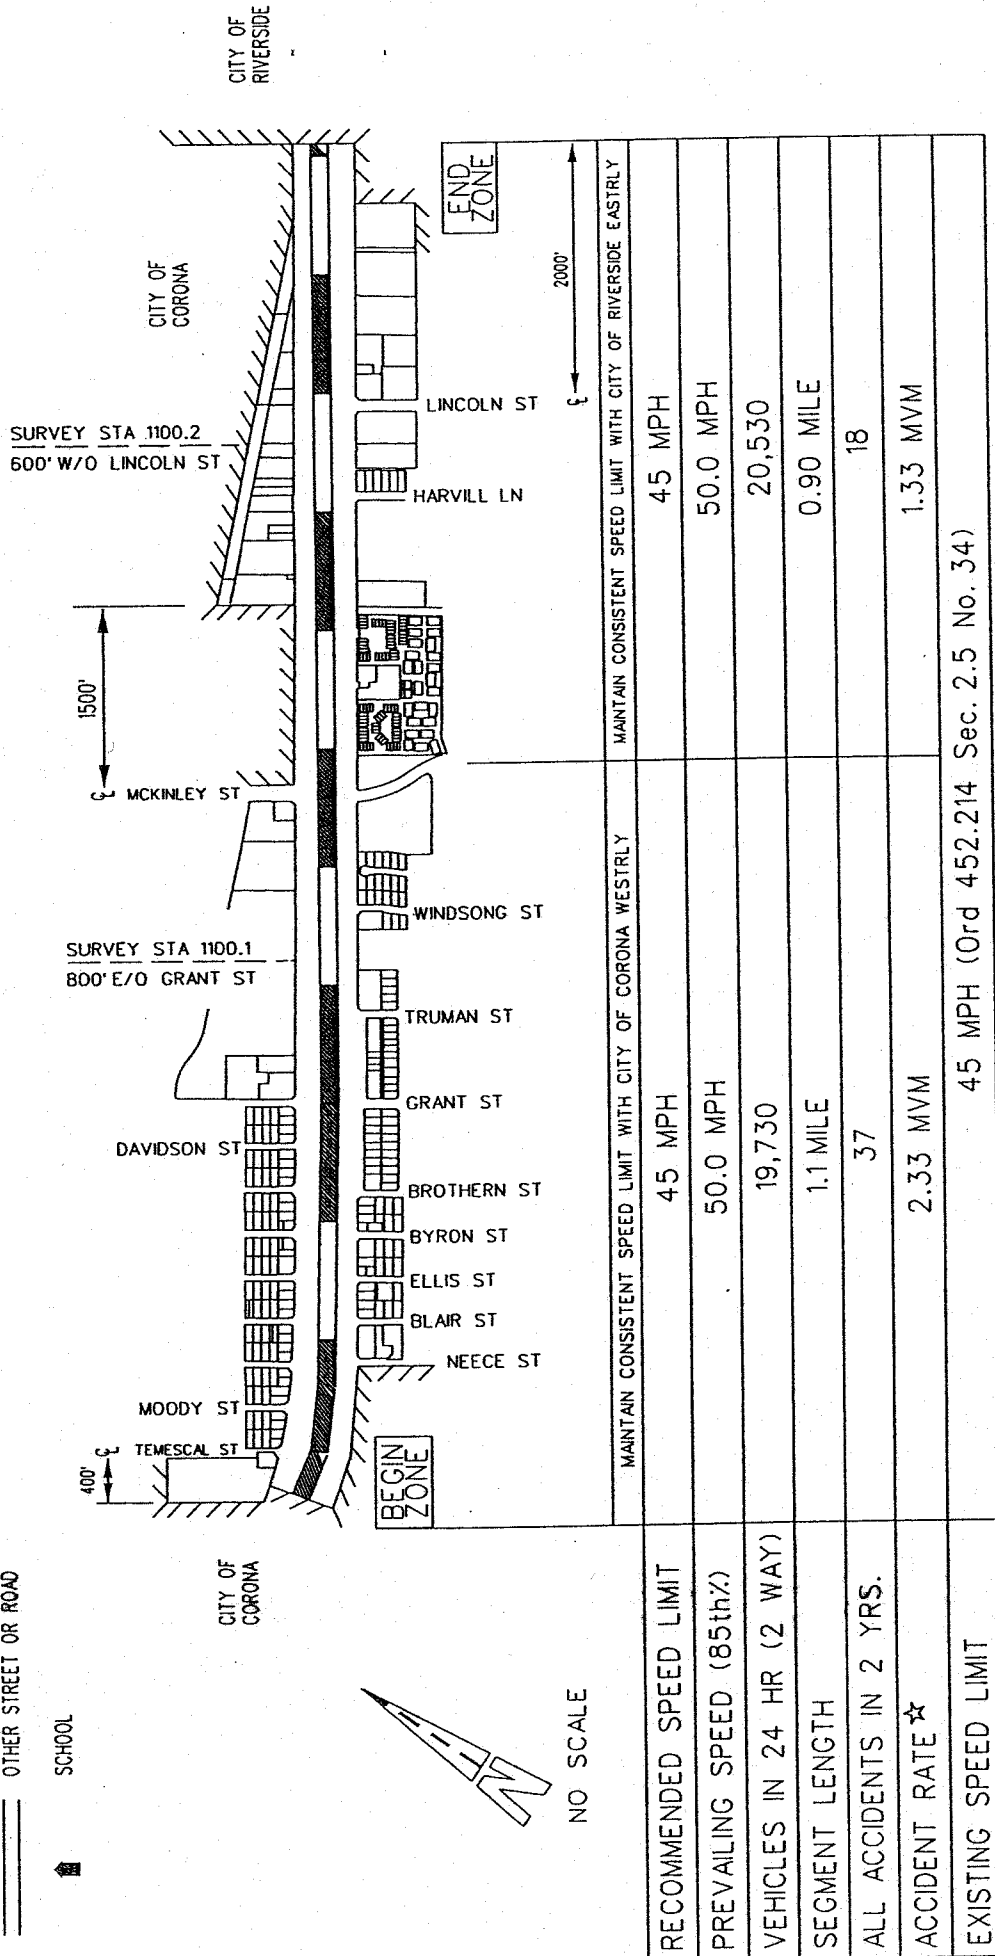 OTHER STREET OR ROAD
SCHOOL
NO SCALE
N
CITY OF
CORONA
400'
℄ TEMESCAL ST
MOODY ST
DAVIDSON ST
SURVEY STA 1100.1
800' E/O GRANT ST
℄ MCKINLEY ST
1500'
SURVEY STA 1100.2
600' W/O LINCOLN ST
CITY OF
CORONA
CITY OF
RIVERSIDE
BEGIN
ZONE
NEECE ST
BLAIR ST
ELLIS ST
BYRON ST
BROTHERN ST
GRANT ST
TRUMAN ST
WINDSONG ST
HARVILL LN
LINCOLN ST
℄
2000'
END
ZONE
MAINTAIN CONSISTENT SPEED LIMIT WITH CITY OF CORONA WESTRLY
MAINTAIN CONSISTENT SPEED LIMIT WITH CITY OF RIVERSIDE EASTRLY
RECOMMENDED SPEED LIMIT 45 MPH 45 MPH
PREVAILING SPEED (85th%) 50.0 MPH 50.0 MPH
VEHICLES IN 24 HR (2 WAY) 19,730 20,530
SEGMENT LENGTH 1.1 MILE 0.90 MILE
ALL ACCIDENTS IN 2 YRS. 37 18
ACCIDENT RATE ☆ 2.33 MVM 1.33 MVM
EXISTING SPEED LIMIT 45 MPH (Ord 452.214 Sec. 2.5 No. 34)